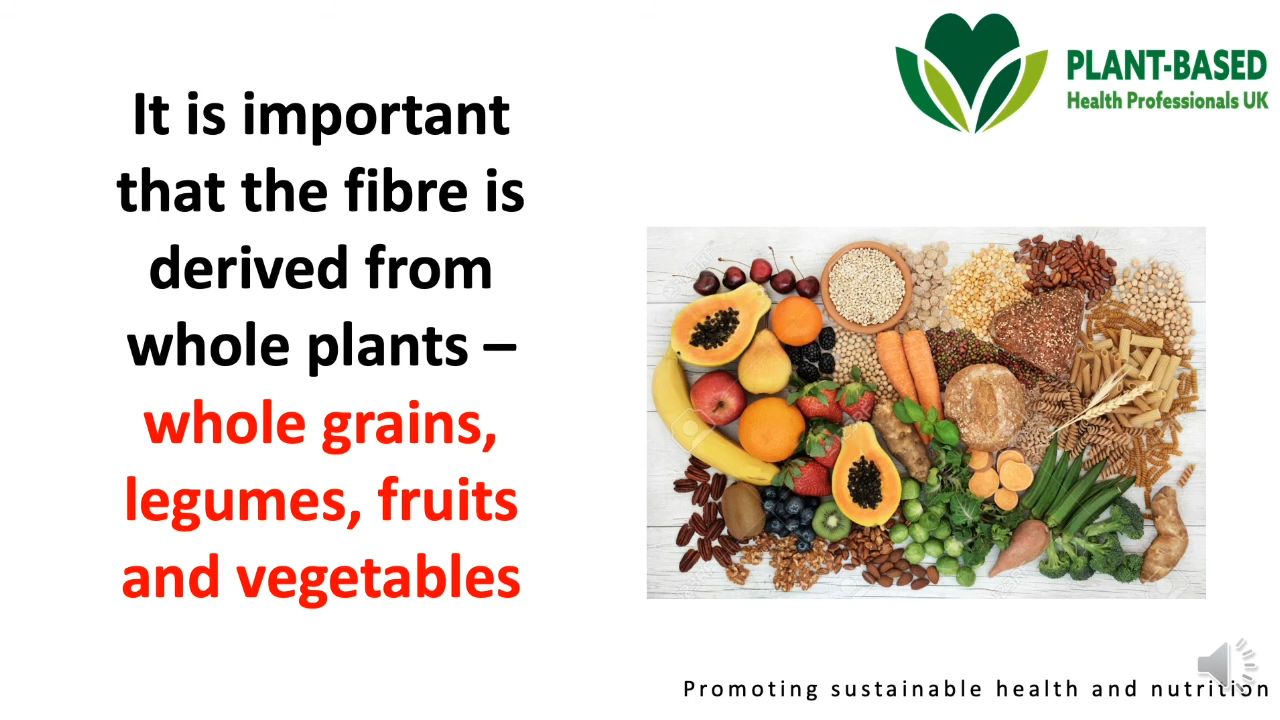 PLANT-BASED
Health Professionals UK
It is important
that the fibre is
derived from
whole plants –
whole grains,
legumes, fruits
and vegetables
Promoting sustainable health and nutrition